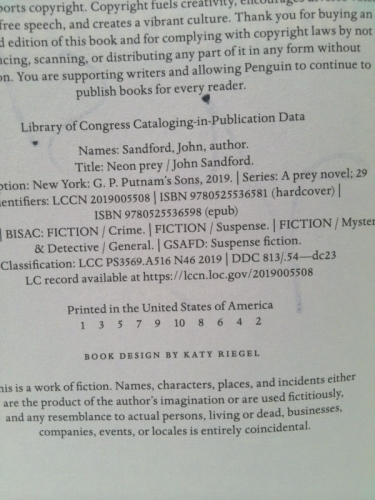 ports copyright. Copyright fuels creativity, encourages
free speech, and creates a vibrant culture. Thank you for buying an
d edition of this book and for complying with copyright laws by not
cing, scanning, or distributing any part of it in any form without
on. You are supporting writers and allowing Penguin to continue to
publish books for every reader.
Library of Congress Cataloging-in-Publication Data
Names: Sandford, John, author.
Title: Neon prey / John Sandford.
ption: New York: G. P. Putnam's Sons, 2019. | Series: A prey novel; 29
entifiers: LCCN 2019005508 | ISBN 9780525536581 (hardcover) |
ISBN 9780525536598 (epub)
| BISAC: FICTION / Crime. | FICTION / Suspense. | FICTION / Myster
& Detective / General. | GSAFD: Suspense fiction.
Classification: LCC PS3569.A516 N46 2019 | DDC 813/.54—dc23
LC record available at https://lccn.loc.gov/2019005508
Printed in the United States of America
1 3 5 7 9 10 8 6 4 2
BOOK DESIGN BY KATY RIEGEL
his is a work of fiction. Names, characters, places, and incidents either
are the product of the author's imagination or are used fictitiously,
and any resemblance to actual persons, living or dead, businesses,
companies, events, or locales is entirely coincidental.